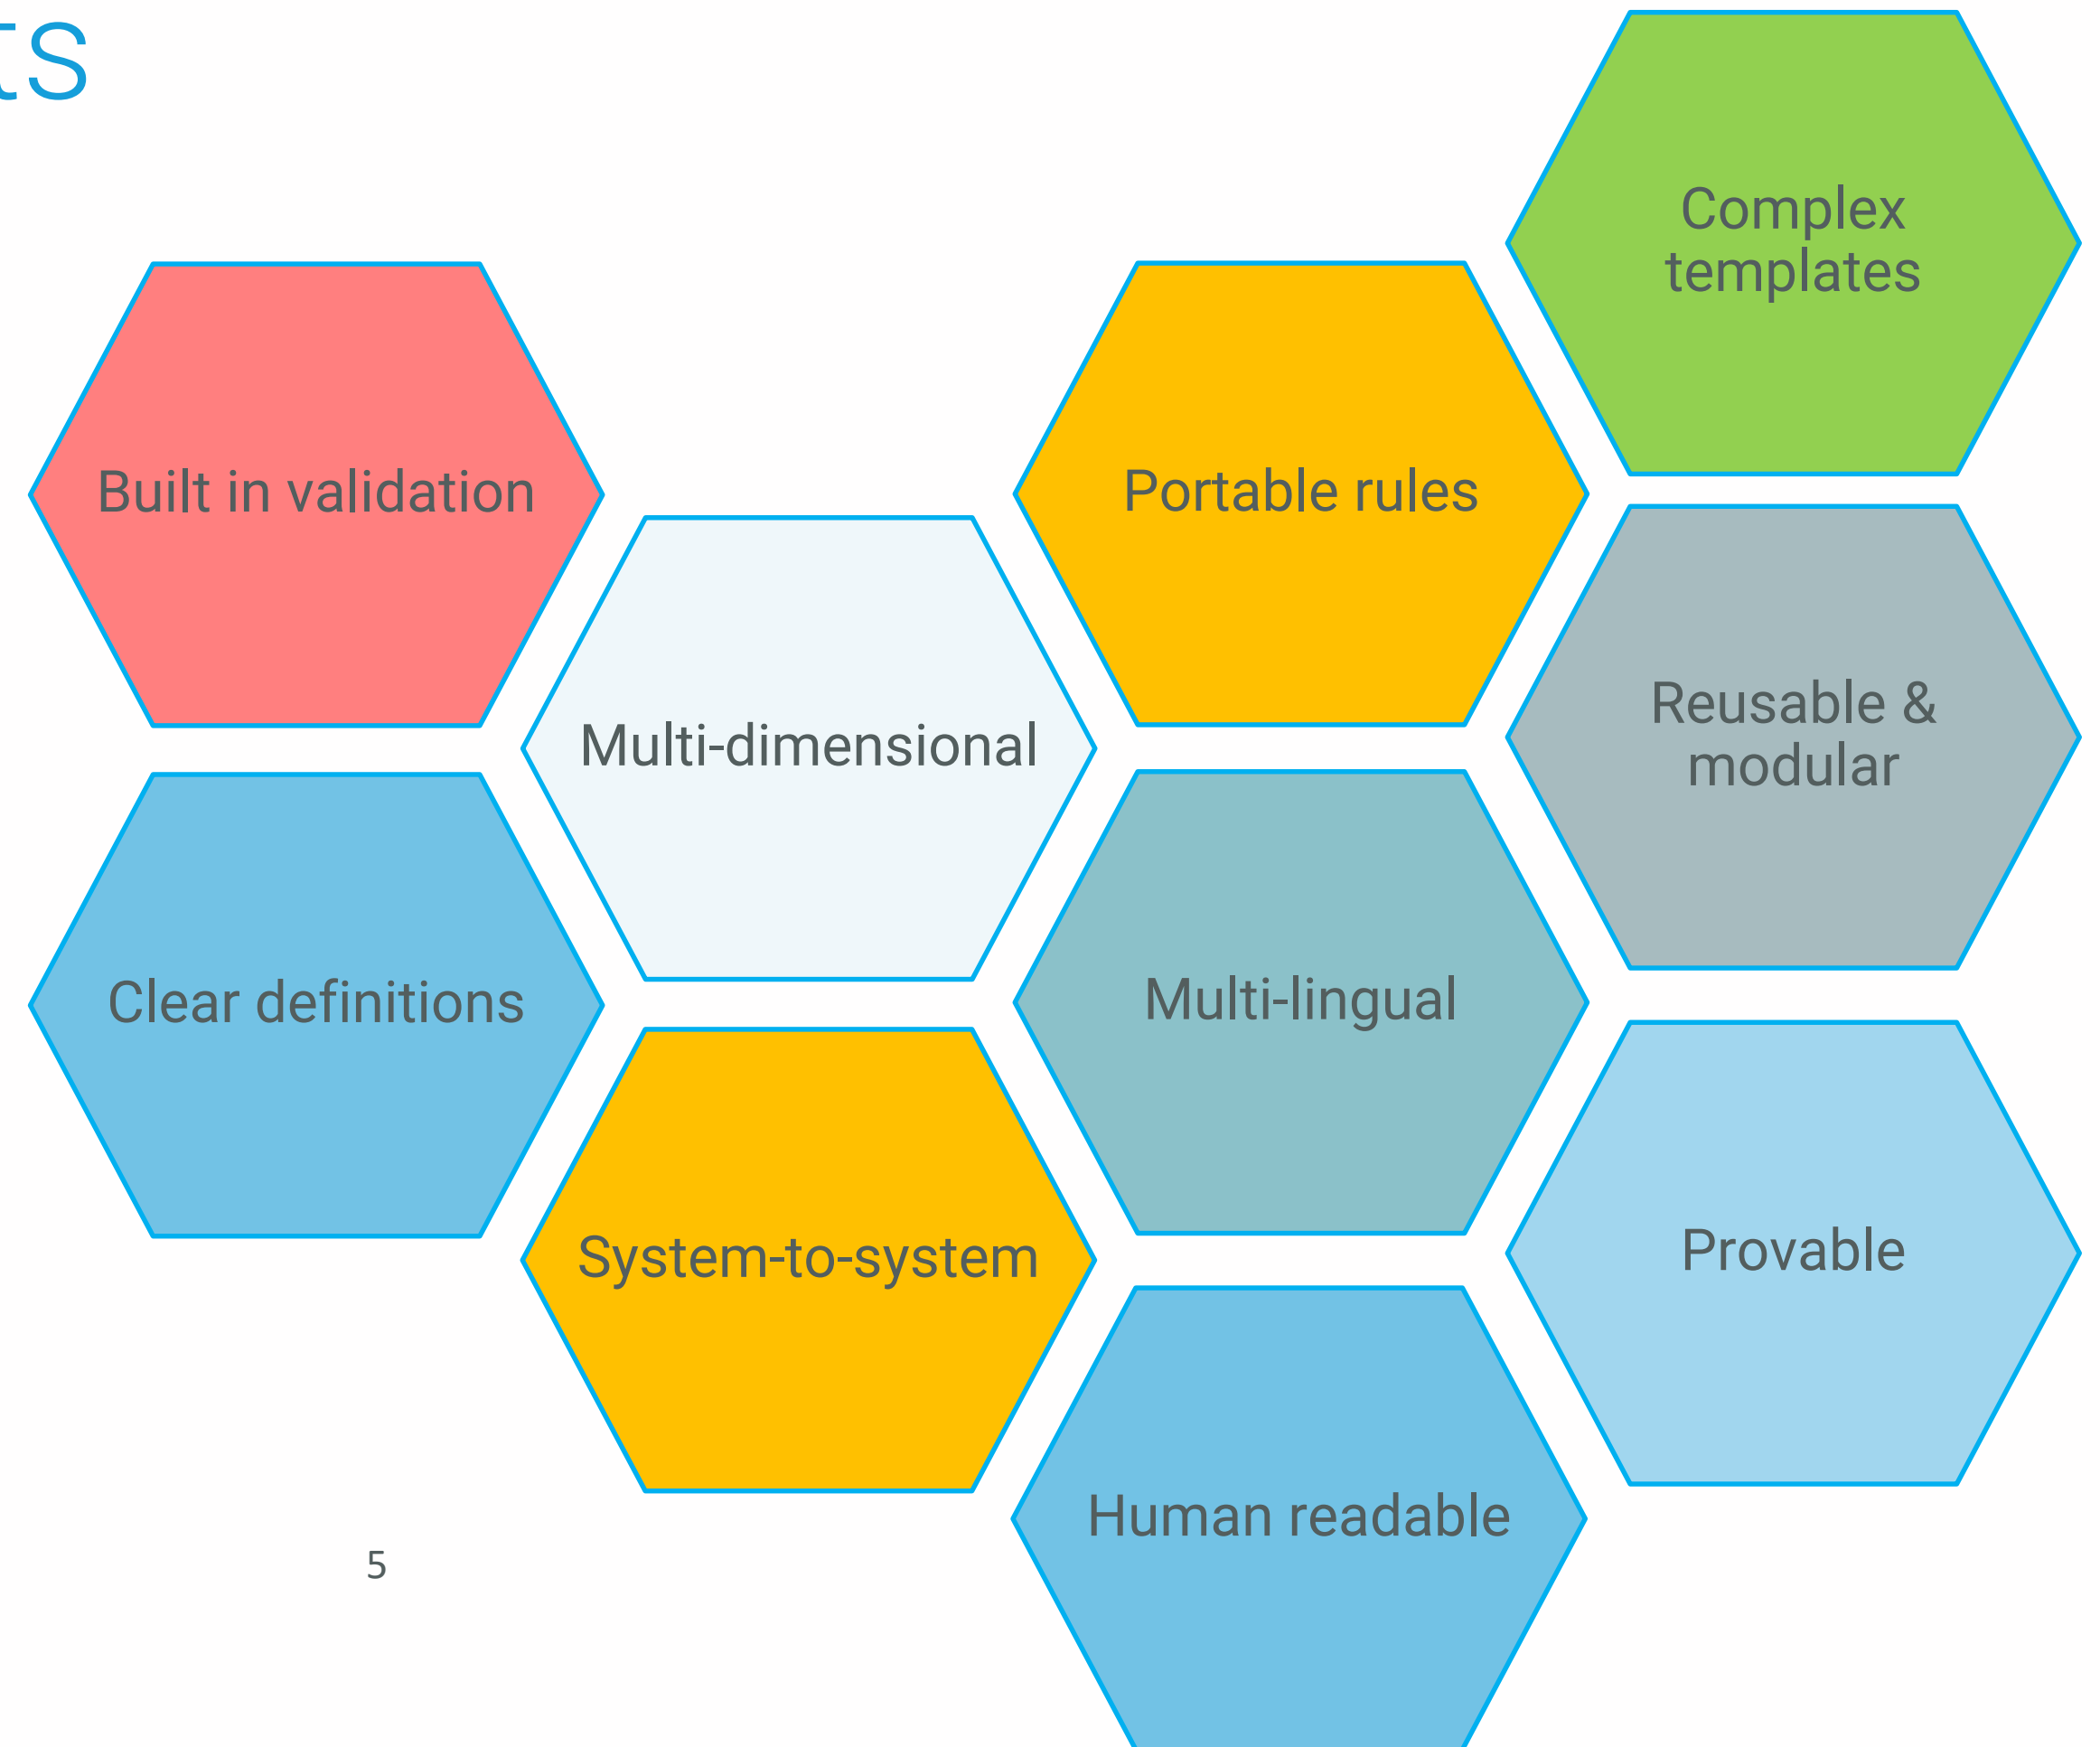 ts
Complex
templates
Built in validation
Portable rules
Reusable &
modular
Multi-dimensional
Clear definitions
Multi-lingual
System-to-system
Provable
Human readable
5